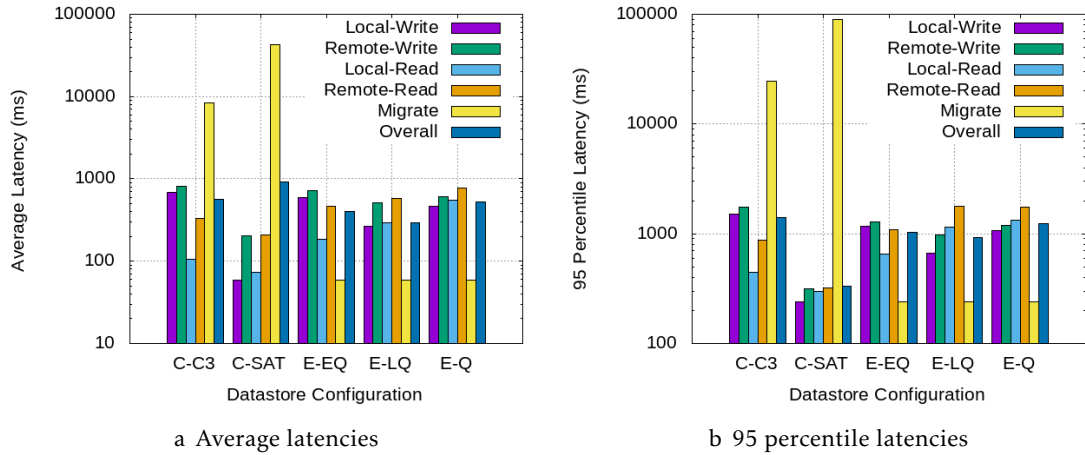 100000
10000
1000
100
10
Average Latency (ms)
Local-Write
Remote-Write
Local-Read
Remote-Read
Migrate
Overall
C-C3 C-SAT E-EQ E-LQ E-Q
Datastore Configuration
a Average latencies
100000
10000
1000
100
95 Percentile Latency (ms)
Local-Write
Remote-Write
Local-Read
Remote-Read
Migrate
Overall
C-C3 C-SAT E-EQ E-LQ E-Q
Datastore Configuration
b 95 percentile latencies